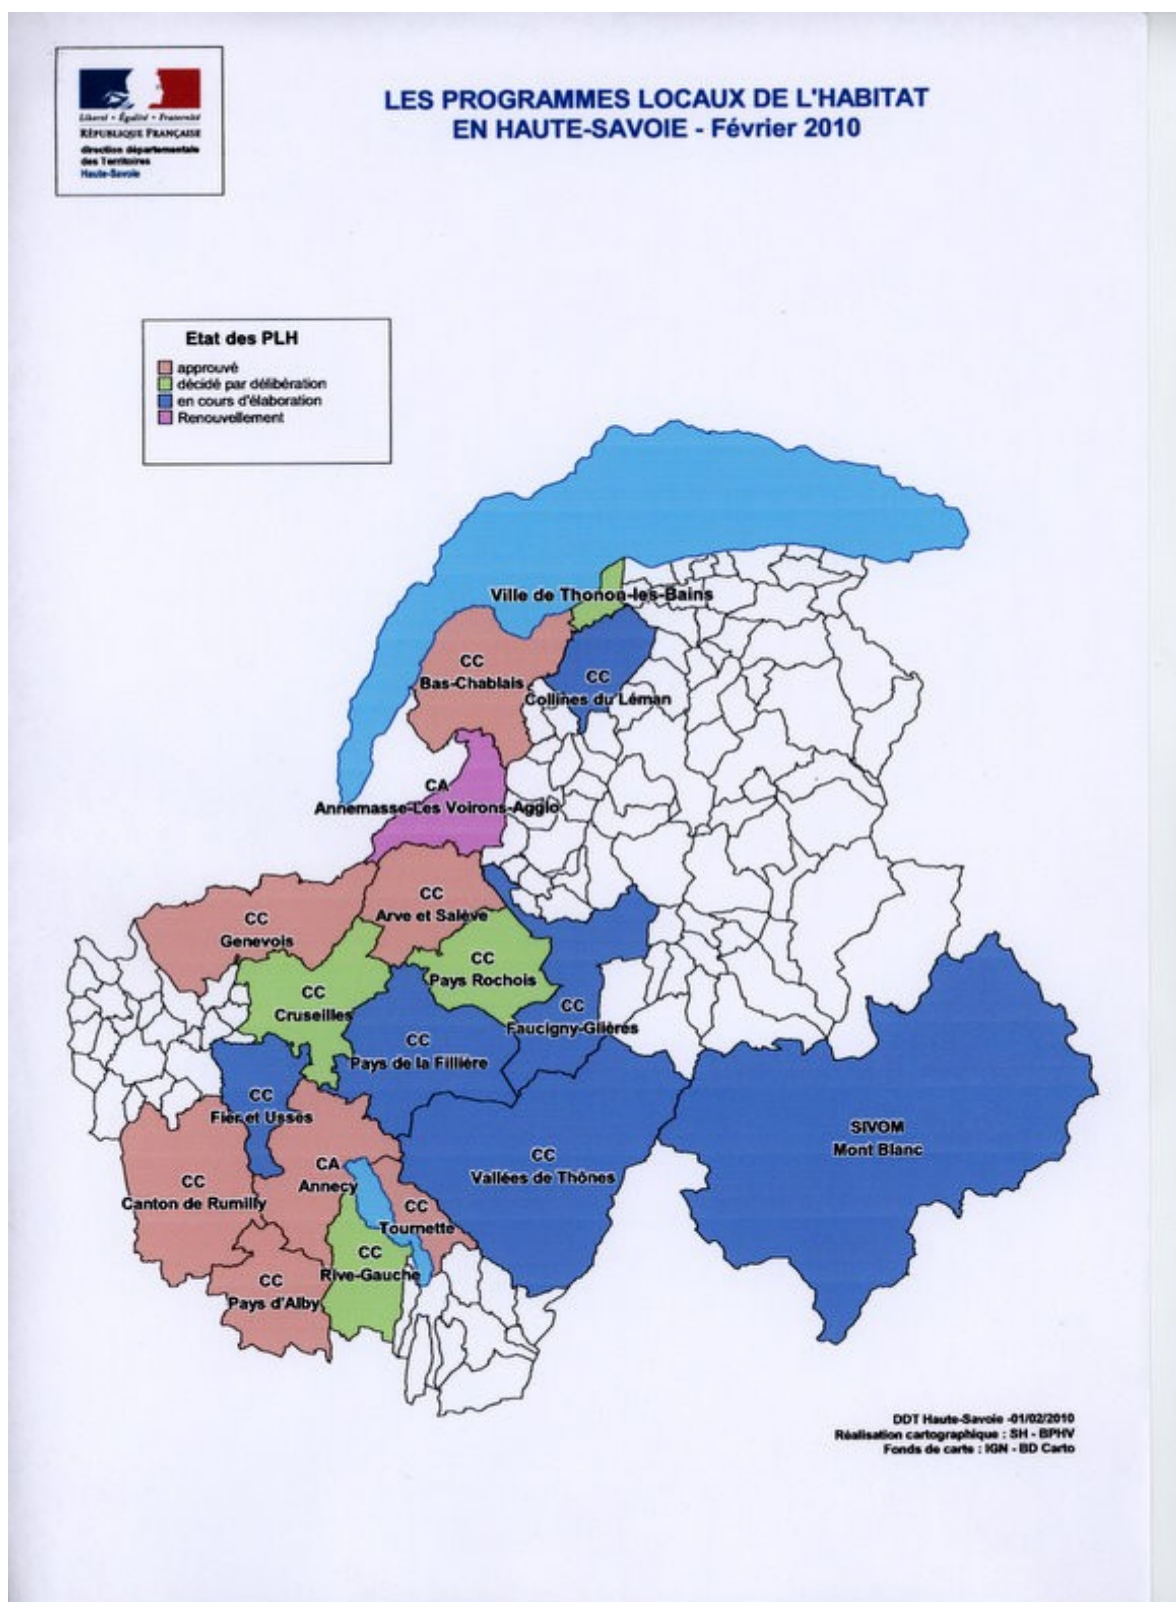 Liberté • Égalité • Fraternité
RÉPUBLIQUE FRANÇAISE
direction départementale
des Territoires
Haute-Savoie
LES PROGRAMMES LOCAUX DE L'HABITAT
EN HAUTE-SAVOIE - Février 2010
Etat des PLH
approuvé
décidé par délibération
en cours d'élaboration
Renouvellement
Ville de Thonon-les-Bains
CC
Bas-Chablais
CC
Collines du Léman
CA
Annemasse-Les Voirons-Agglo
CC
Arve et Salève
CC
Genevois
CC
Pays Rochois
CC
Cruseilles
CC
Faucigny-Glières
CC
Pays de la Fillière
CC
Fier et Usses
SIVOM
Mont Blanc
CC
Vallées de Thônes
CA
Annecy
CC
Canton de Rumilly
CC
Tournette
CC
Rive-Gauche
CC
Pays d'Alby
DDT Haute-Savoie -01/02/2010
Réalisation cartographique : SH - BPHV
Fonds de carte : IGN - BD Carto